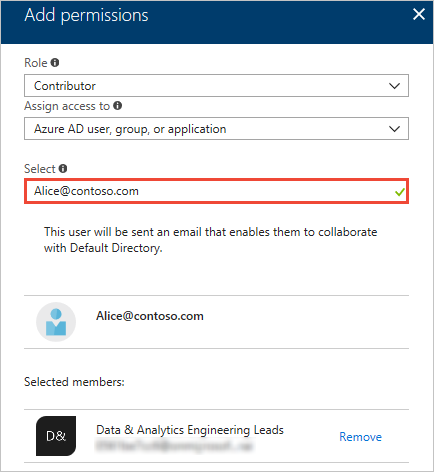 Add permissions
Role
Contributor
Assign access to
Azure AD user, group, or application
Select
Alice@contoso.com
This user will be sent an email that enables them to collaborate
with Default Directory.
Alice@contoso.com
Selected members:
D&
Data & Analytics Engineering Leads
Remove